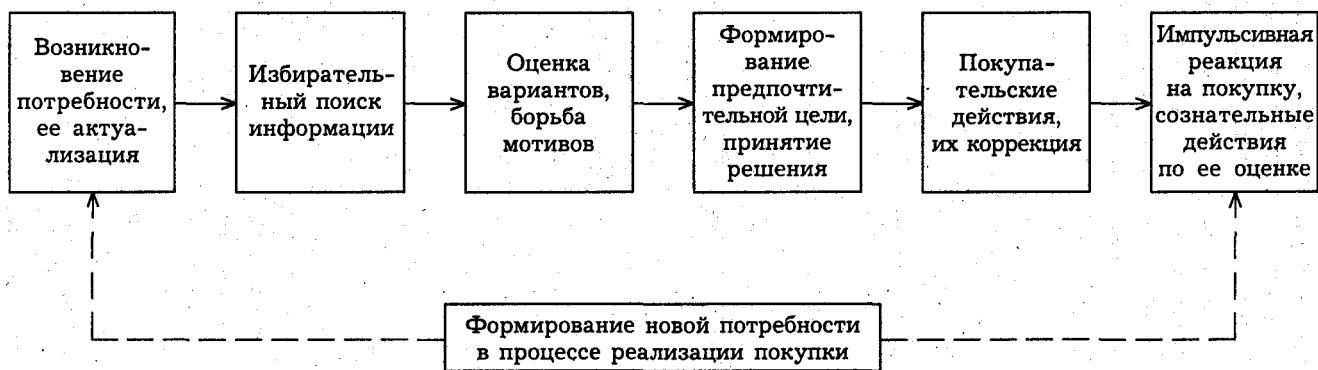 Возникно-
вение
потребности,
ее актуа-
лизация
Избиратель-
ный поиск
информации
Оценка
вариантов,
борьба
мотивов
Формиро-
вание
предпочти-
тельной цели,
принятие
решения
Покупа-
тельские
действия,
их коррекция
Импульсивная
реакция
на покупку,
сознательные
действия
по ее оценке
Формирование новой потребности
в процессе реализации покупки